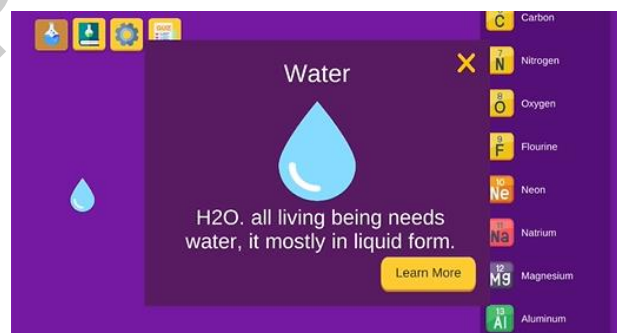 Water
H2O. all living being needs
water, it mostly in liquid form.
Learn More
C
Carbon
7
N
Nitrogen
8
O
Oxygen
9
F
Flourine
10
Ne
Neon
11
Na
Natrium
12
Mg
Magnesium
13
Al
Aluminum